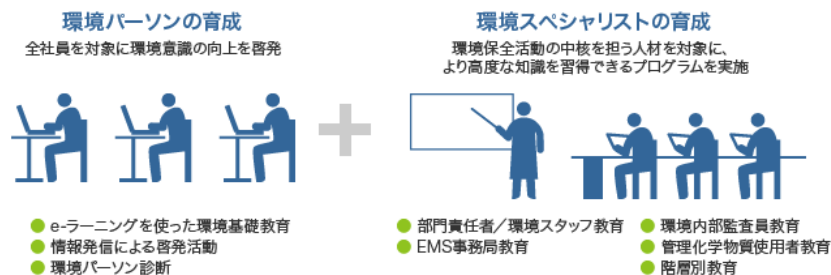 環境パーソンの育成
全社員を対象に環境意識の向上を啓発
e-ラーニングを使った環境基礎教育
情報発信による啓発活動
環境パーソン診断
環境スペシャリストの育成
環境保全活動の中核を担う人材を対象に、
より高度な知識を習得できるプログラムを実施
部門責任者／環境スタッフ教育
EMS事務局教育
環境内部監査員教育
管理化学物質使用者教育
階層別教育